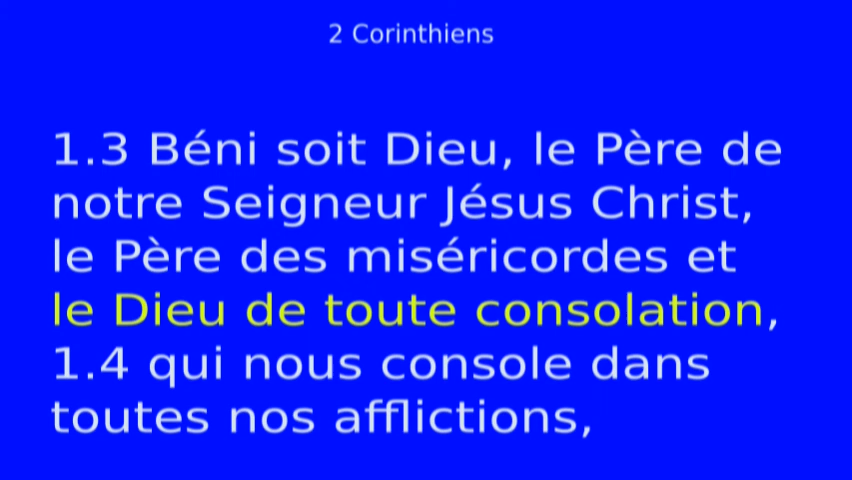 2 Corinthiens
1.3 Béni soit Dieu, le Père de
notre Seigneur Jésus Christ,
le Père des miséricordes et
le Dieu de toute consolation,
1.4 qui nous console dans
toutes nos afflictions,